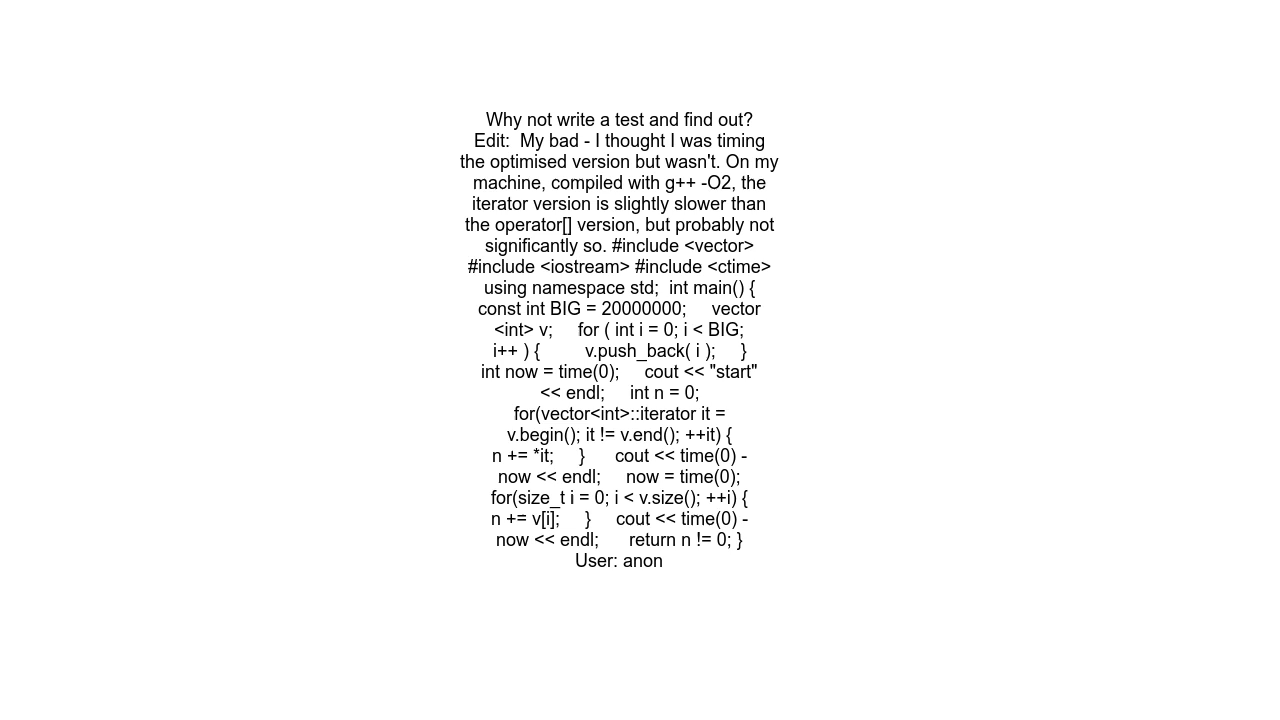 Why not write a test and find out?
Edit:  My bad - I thought I was timing
the optimised version but wasn't. On my
machine, compiled with g++ -O2, the
iterator version is slightly slower than
the operator[] version, but probably not
significantly so. #include <vector>
#include <iostream> #include <ctime>
using namespace std;  int main() {
const int BIG = 20000000;     vector
<int> v;     for ( int i = 0; i < BIG;
i++ ) {         v.push_back( i );     }
int now = time(0);     cout << "start"
<< endl;     int n = 0;
for(vector<int>::iterator it =
v.begin(); it != v.end(); ++it) {
n += *it;     }      cout << time(0) -
now << endl;     now = time(0);
for(size_t i = 0; i < v.size(); ++i) {
n += v[i];     }     cout << time(0) -
now << endl;      return n != 0; }
User: anon